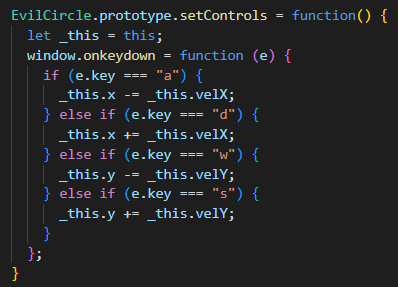 EvilCircle.prototype.setControls = function() {
  let _this = this;
  window.onkeydown = function (e) {
    if (e.key === "a") {
      _this.x -= _this.velX;
    } else if (e.key === "d") {
      _this.x += _this.velX;
    } else if (e.key === "w") {
      _this.y -= _this.velY;
    } else if (e.key === "s") {
      _this.y += _this.velY;
    }
  };
}